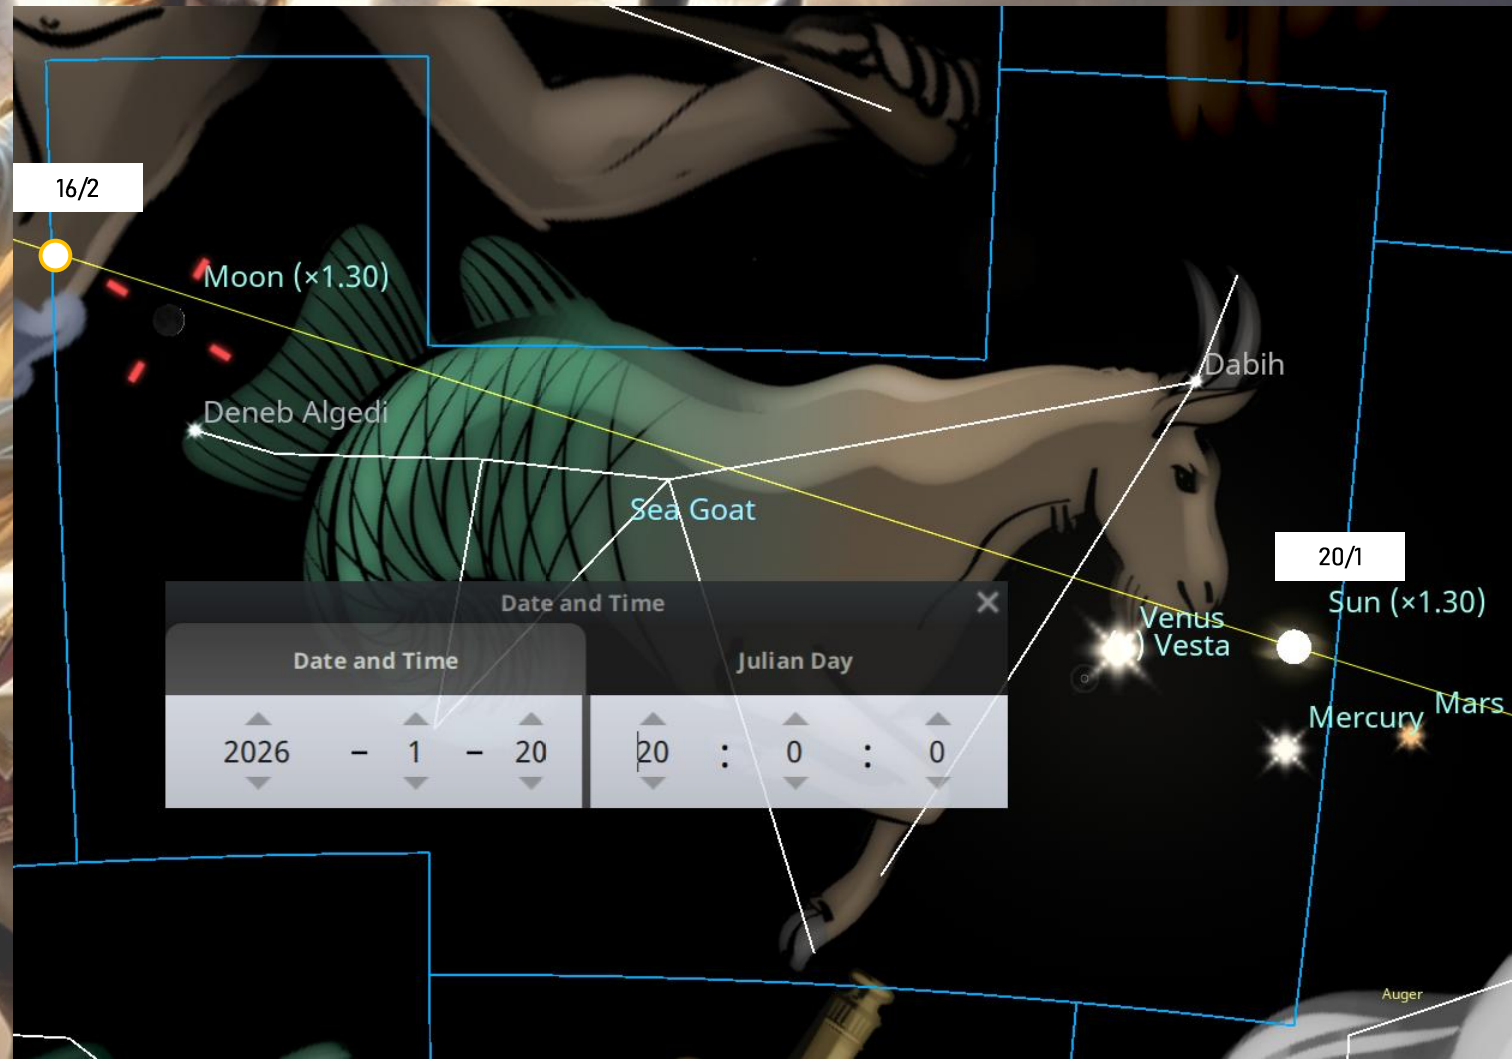 16/2
Moon (×1.30)
Dabih
Deneb Algedi
Sea Goat
20/1
Sun (×1.30)
Venus
) Vesta
Mars
Mercury
Date and Time
Date and Time
Julian Day
2026 – 1 – 20
20 : 0 : 0
Auger